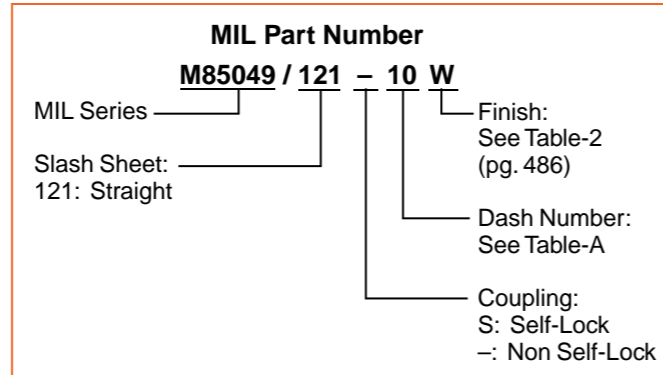 MIL Part Number
M85049 / 121 – 10 W
MIL Series
Slash Sheet:
121: Straight
Finish:
See Table-2
(pg. 486)
Dash Number:
See Table-A
Coupling:
S: Self-Lock
–: Non Self-Lock